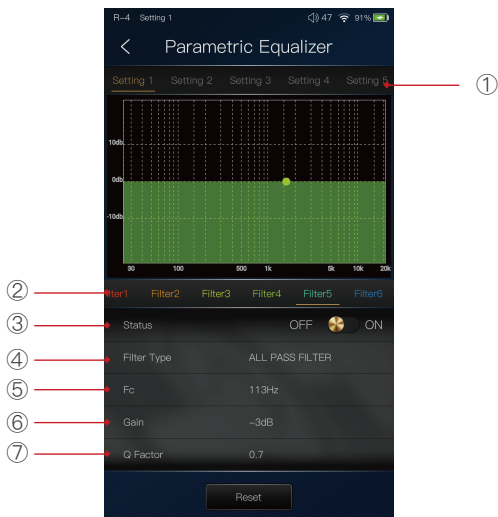 R–4 Setting 1 47 91%
Parametric Equalizer
Setting 1 Setting 2 Setting 3 Setting 4 Setting 5
①
10db
0db
-10db
30 100 500 1k 5k 10k 20k
② ilter1 Filter2 Filter3 Filter4 Filter5 Filter6
③ Status OFF ON
④ Filter Type ALL PASS FILTER
⑤ Fc 113Hz
⑥ Gain –3dB
⑦ Q Factor 0.7
Reset